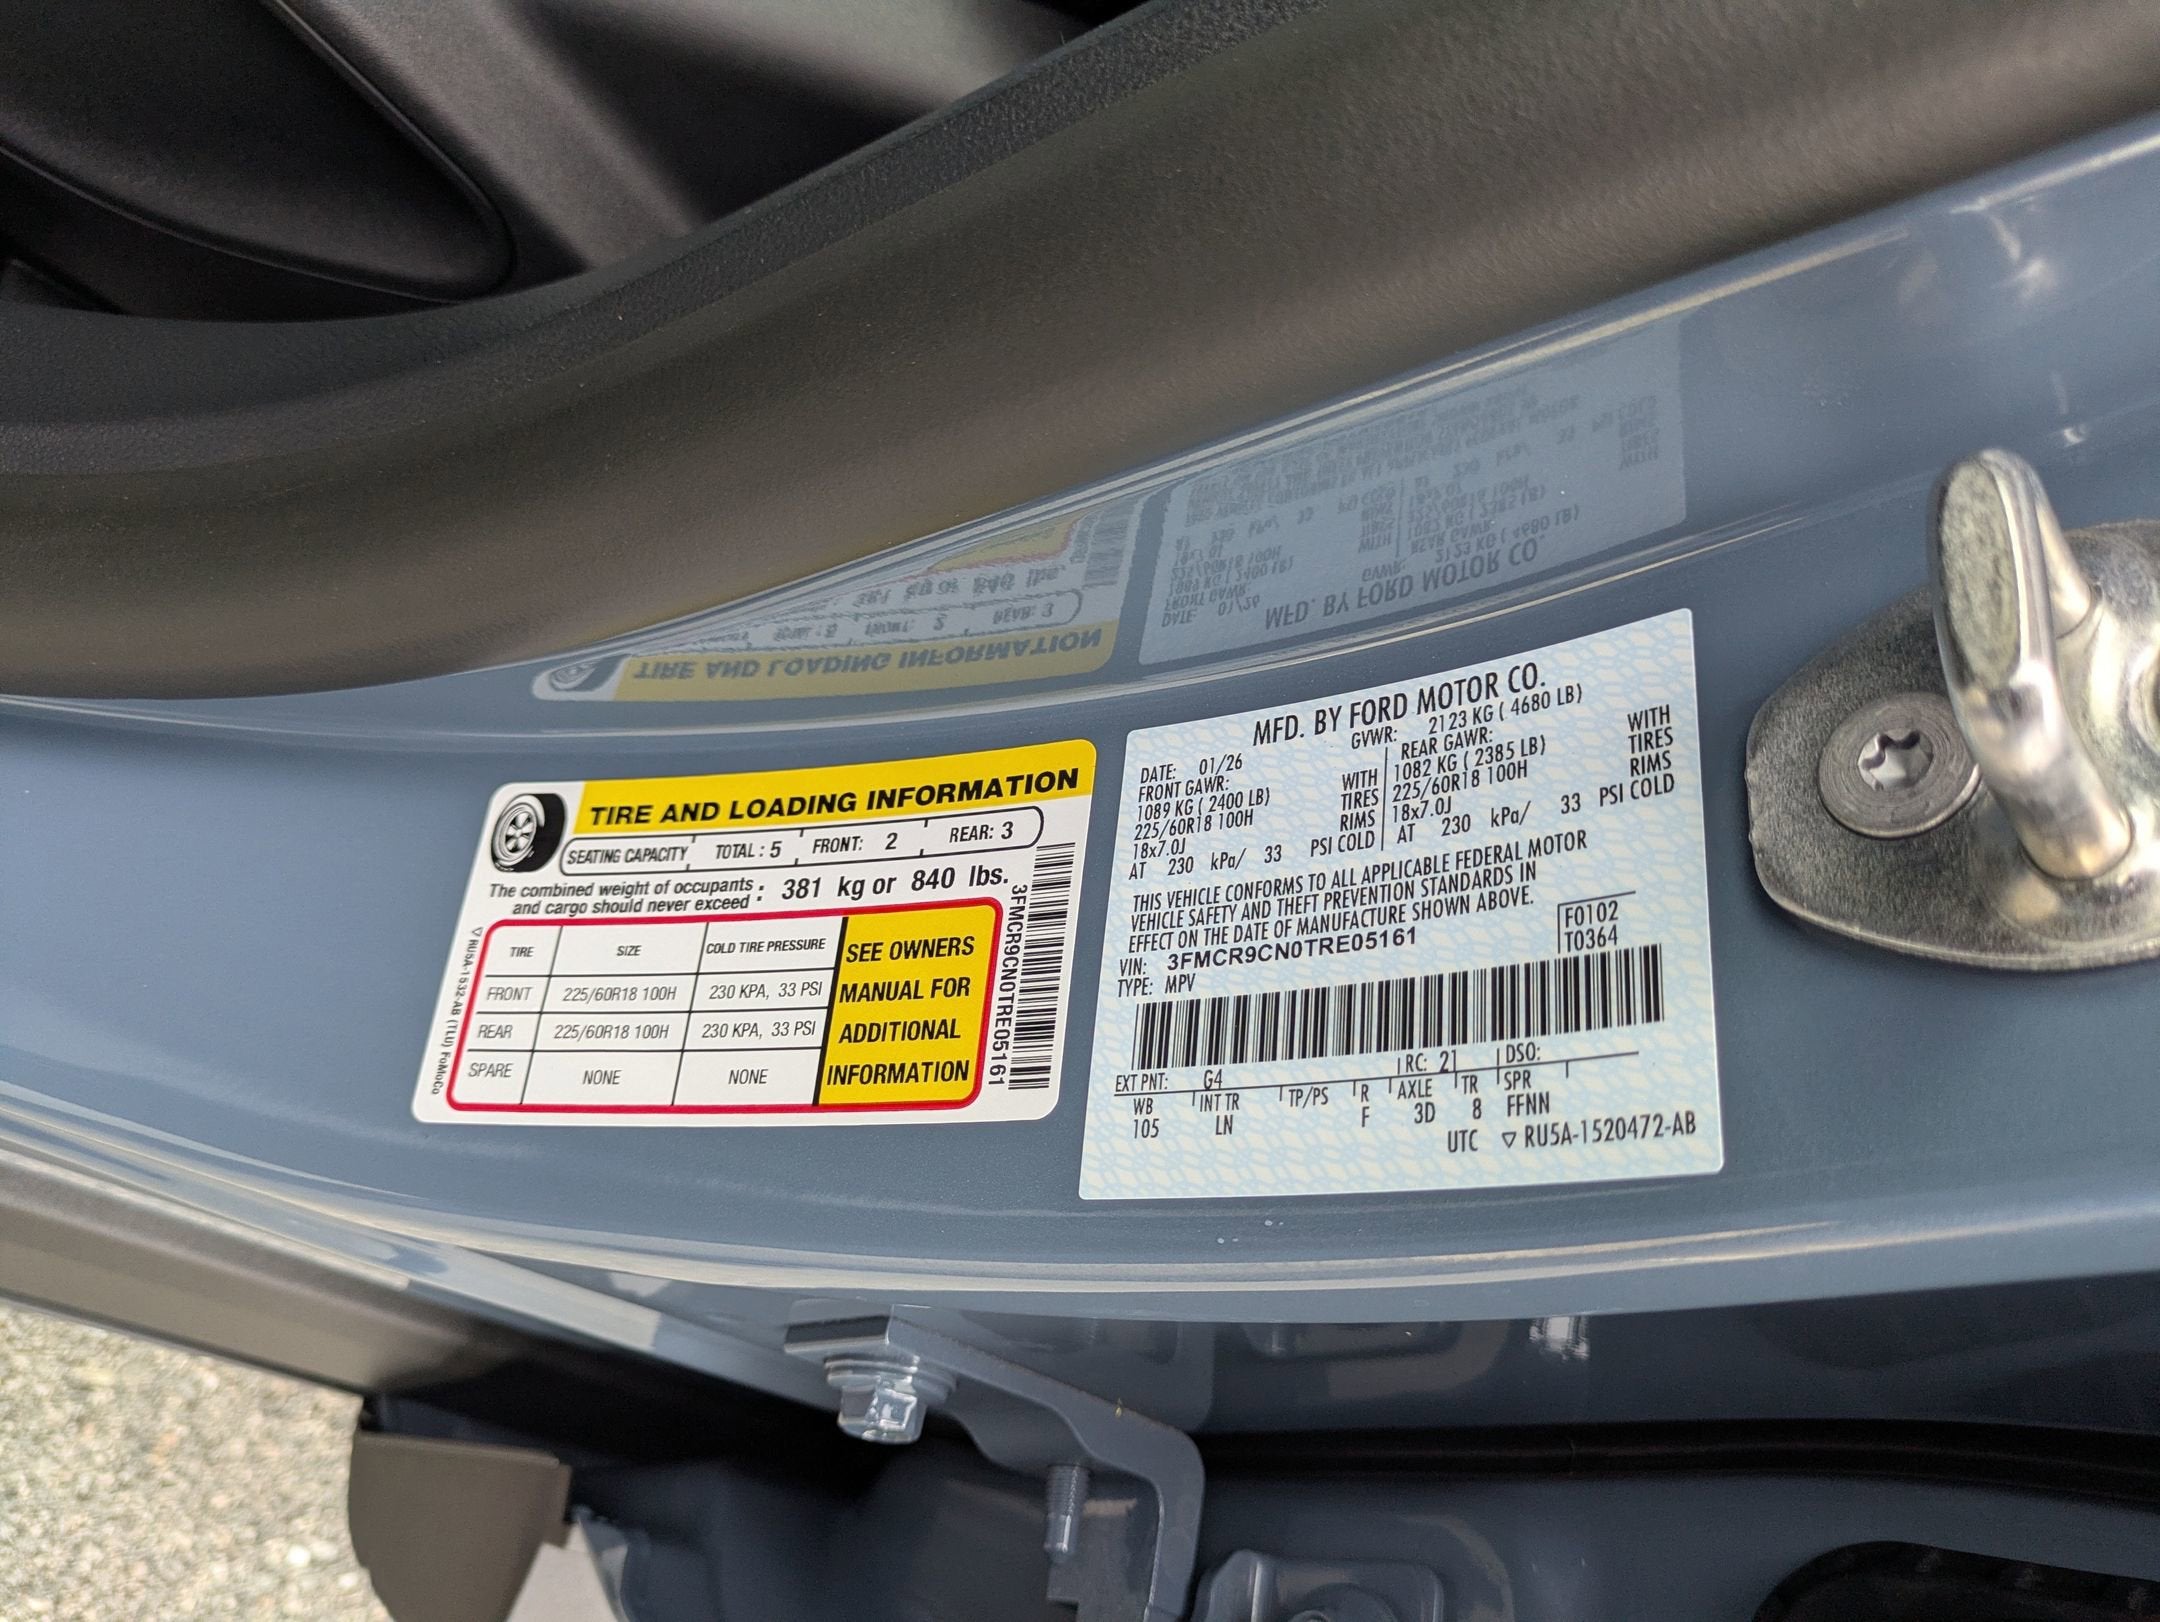 TIRE AND LOADING INFORMATION
SEATING CAPACITY TOTAL : 5 FRONT: 2 REAR: 3
The combined weight of occupants and cargo should never exceed : 381 kg or 840 lbs.
TIRE SIZE COLD TIRE PRESSURE
FRONT 225/60R18 100H 230 KPA, 33 PSI
REAR 225/60R18 100H 230 KPA, 33 PSI
SPARE NONE NONE
SEE OWNERS
MANUAL FOR
ADDITIONAL
INFORMATION
3FMCR9CN0TRE05161
▽ RU5A-1532-AB (TLU) FoMoCo
MFD. BY FORD MOTOR CO.
DATE: 01/26 GVWR: 2123 KG ( 4680 LB)
FRONT GAWR: REAR GAWR:
1089 KG ( 2400 LB) WITH 1082 KG ( 2385 LB) WITH
225/60R18 100H TIRES 225/60R18 100H TIRES
18x7.0J RIMS 18x7.0J RIMS
AT 230 kPa/ 33 PSI COLD AT 230 kPa/ 33 PSI COLD
THIS VEHICLE CONFORMS TO ALL APPLICABLE FEDERAL MOTOR
VEHICLE SAFETY AND THEFT PREVENTION STANDARDS IN
EFFECT ON THE DATE OF MANUFACTURE SHOWN ABOVE.
VIN: 3FMCR9CN0TRE05161
TYPE: MPV
F0102
T0364
EXT PNT: G4 RC: 21 DSO:
WB INT TR TP/PS R AXLE TR SPR
105 LN F 3D 8 FFNN
UTC ▽ RU5A-1520472-AB